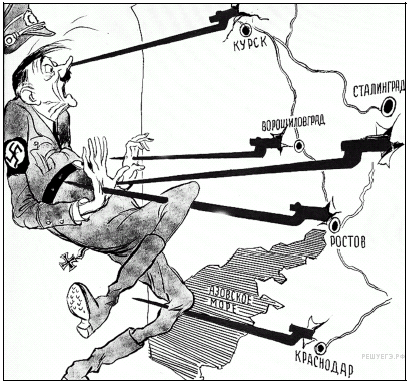 КУРСК
СТАЛИНГРАД
ВОРОШИЛОВГРАД
РОСТОВ
АЗОВСКОЕ
МОРЕ
КРАСНОДАР
РЕШУЕГЭ.РФ